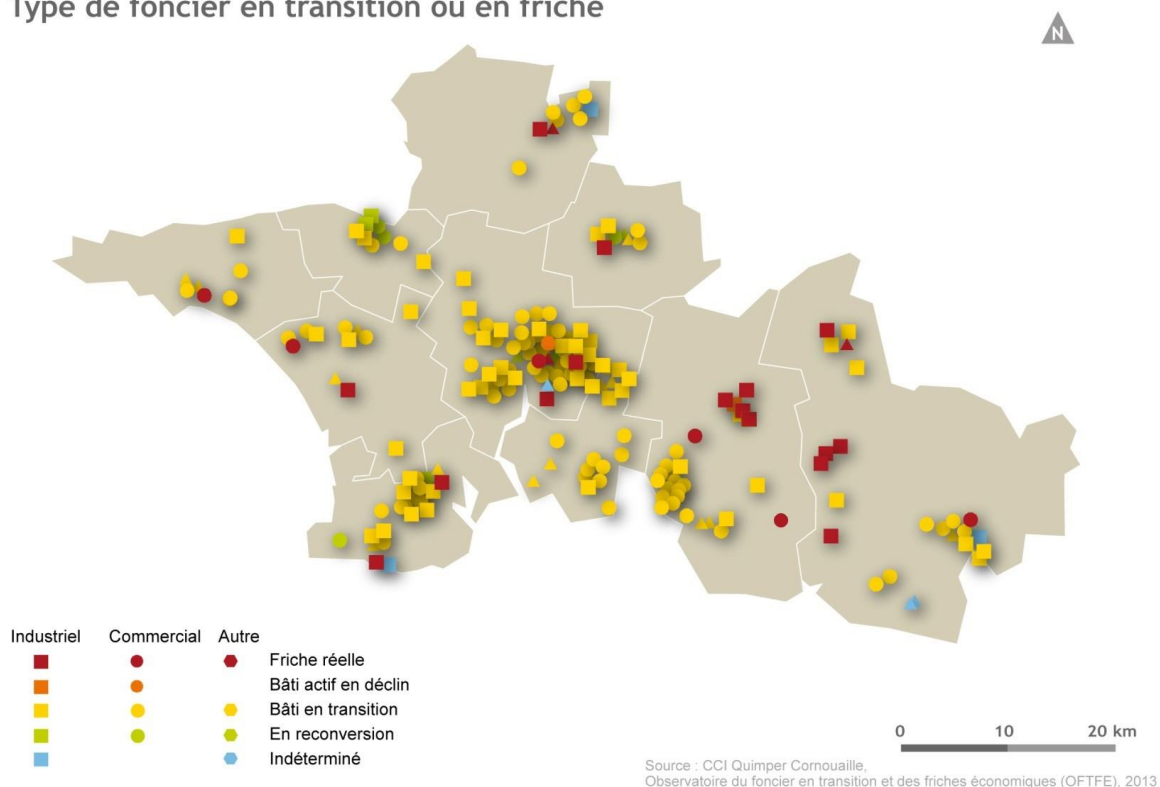 Type de foncier en transition ou en friche
N
Industriel Commercial Autre
Friche réelle
Bâti actif en déclin
Bâti en transition
En reconversion
Indéterminé
0 10 20 km
Source : CCI Quimper Cornouaille,
Observatoire du foncier en transition et des friches économiques (OFTFE), 2013